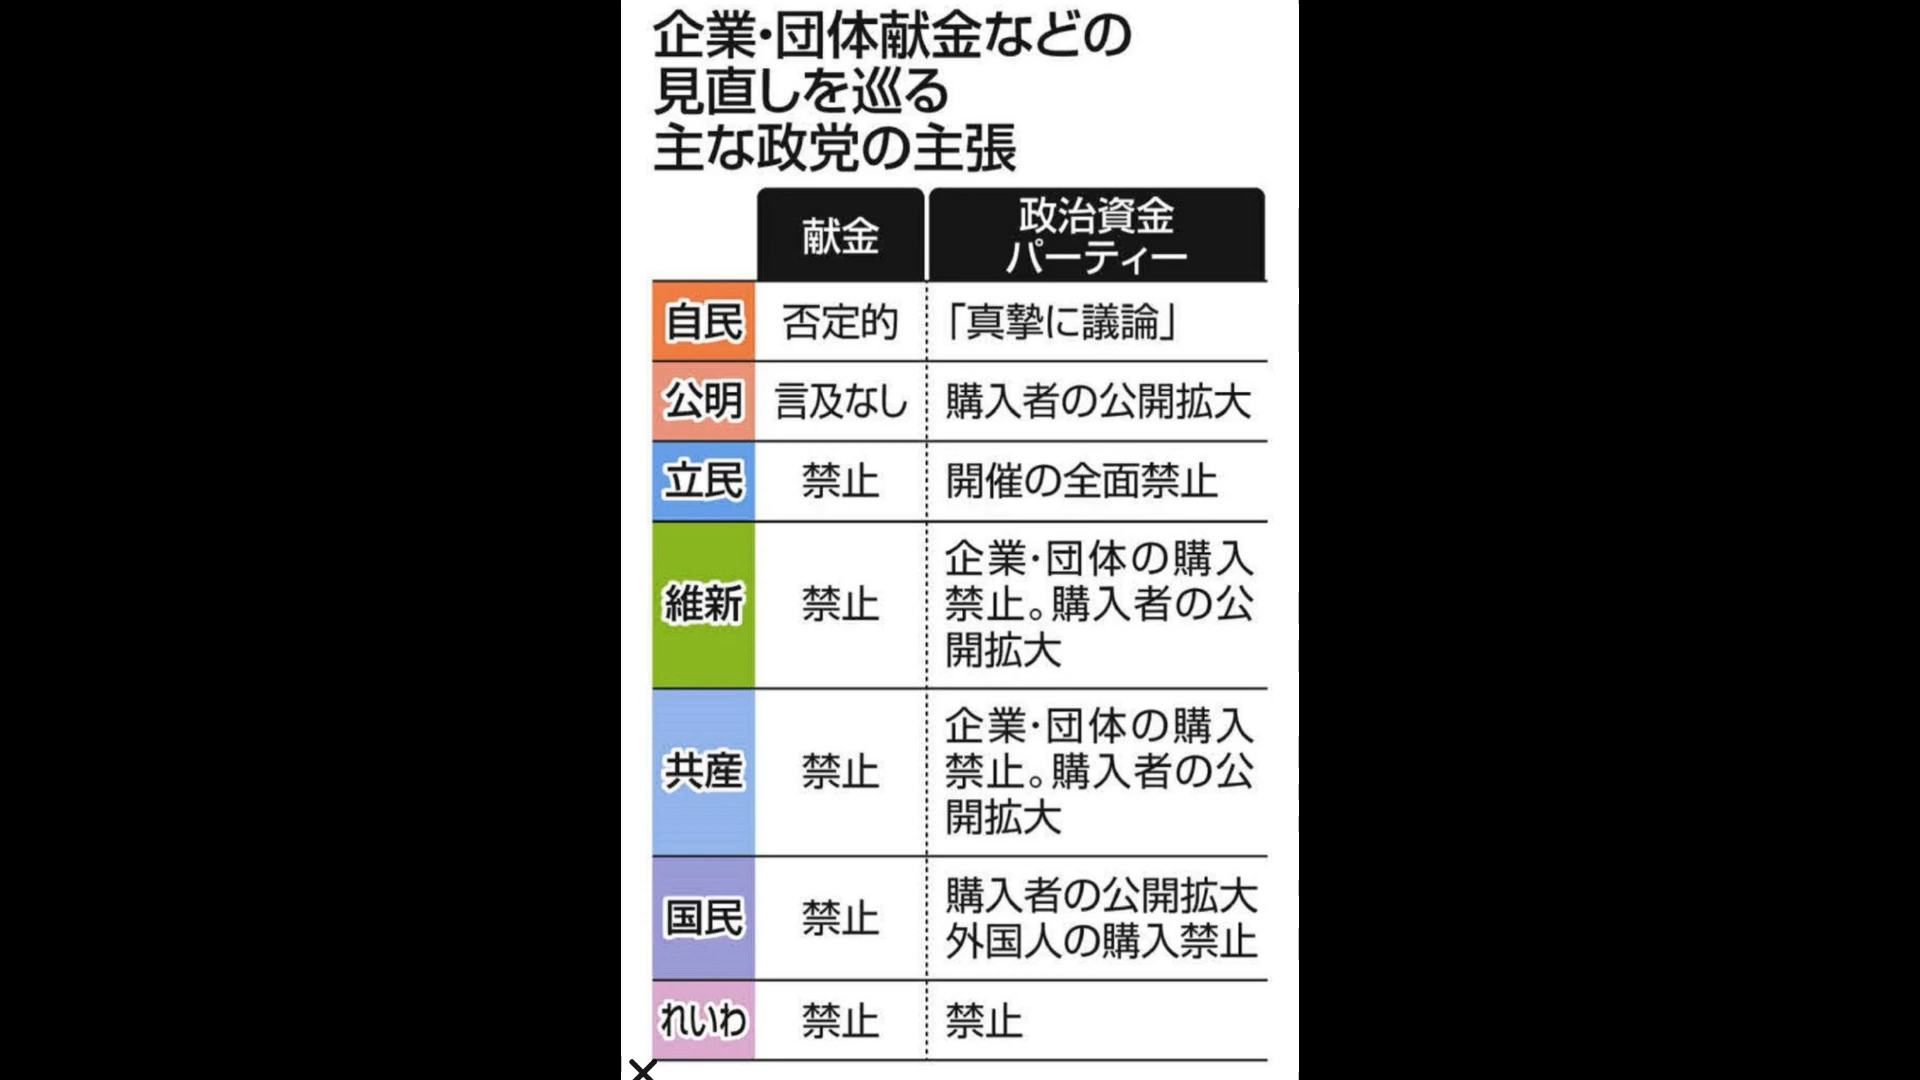 企業・団体献金などの
見直しを巡る
主な政党の主張
献金
政治資金
パーティー
自民 否定的 「真摯に議論」
公明 言及なし 購入者の公開拡大
立民 禁止 開催の全面禁止
維新 禁止 企業・団体の購入
禁止。購入者の公
開拡大
共産 禁止 企業・団体の購入
禁止。購入者の公
開拡大
国民 禁止 購入者の公開拡大
外国人の購入禁止
れいわ 禁止 禁止